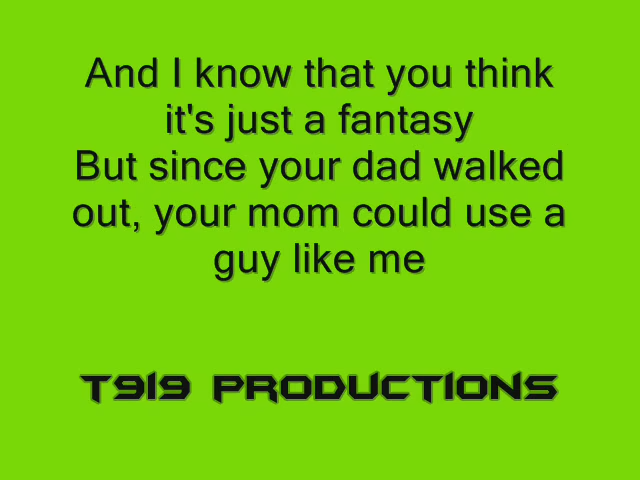 And I know that you think
it's just a fantasy
But since your dad walked
out, your mom could use a
guy like me
T919 PRODUCTIONS